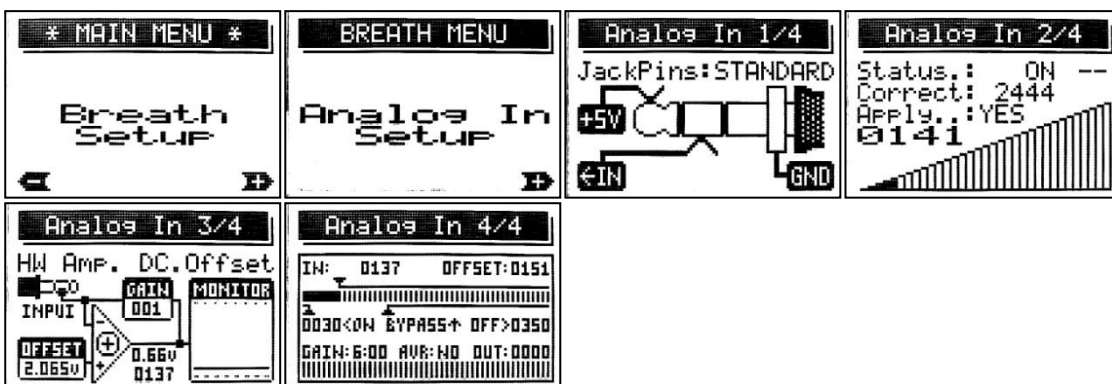 * MAIN MENU *
Breath
Setup
-
+
BREATH MENU
Analog In
Setup
+
Analog In 1/4
JackPins:STANDARD
+5V
←IN
GND
Analog In 2/4
Status.: ON --
Correct: 2444
Apply..:YES
0141
Analog In 3/4
HW Amp. DC.Offset
GAIN
001
MONITOR
INPUT
OFFSET
2.065v
0.66v
0137
Analog In 4/4
IN: 0137 OFFSET:0151
0030<ON BYPASS↑ OFF>0350
GAIN:6:00 AVR:NO OUT:0000